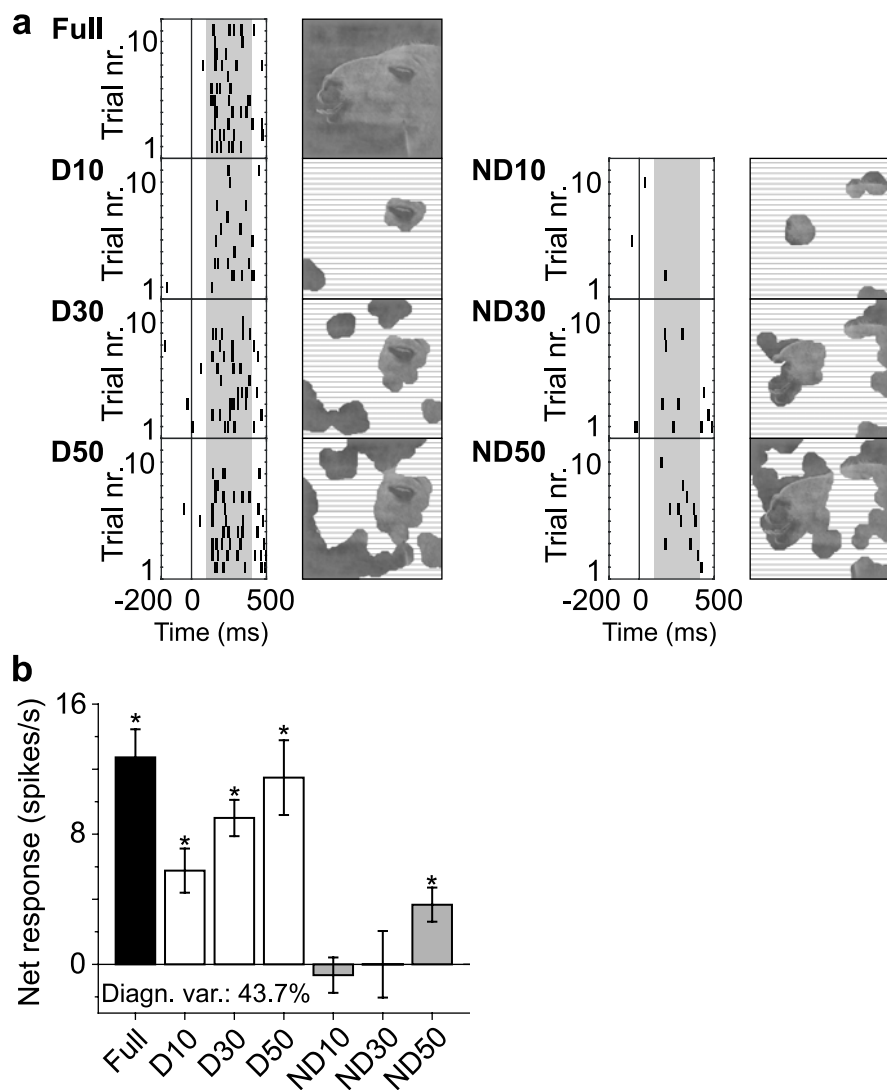 a Full
10
Trial nr.
1
D10
10
Trial nr.
1
ND10
10
Trial nr.
1
D30
10
Trial nr.
1
ND30
10
Trial nr.
1
D50
10
Trial nr.
1
ND50
10
Trial nr.
1
-200 0 500
Time (ms)
-200 0 500
Time (ms)
b
Net response (spikes/s)
16
8
0
* * * * *
Diagn. var.: 43.7%
Full D10 D30 D50 ND10 ND30 ND50